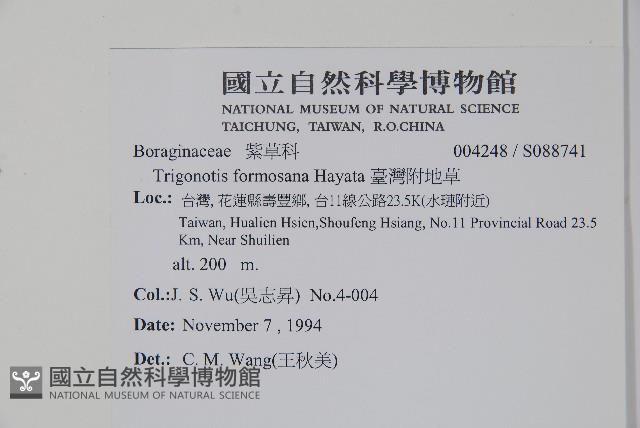 國立自然科學博物館
NATIONAL MUSEUM OF NATURAL SCIENCE
TAICHUNG, TAIWAN, R.O.CHINA
Boraginaceae 紫草科 004248 / S088741
Trigonotis formosana Hayata 臺灣附地草
Loc.: 台灣, 花蓮縣壽豐鄉, 台11線公路23.5K(水璉附近)
Taiwan, Hualien Hsien,Shoufeng Hsiang, No.11 Provincial Road 23.5
Km, Near Shuilien
alt. 200 m.
Col.:J. S. Wu(吳志昇) No.4-004
Date: November 7 , 1994
Det.: C. M. Wang(王秋美)
國立自然科學博物館
NATIONAL MUSEUM OF NATURAL SCIENCE